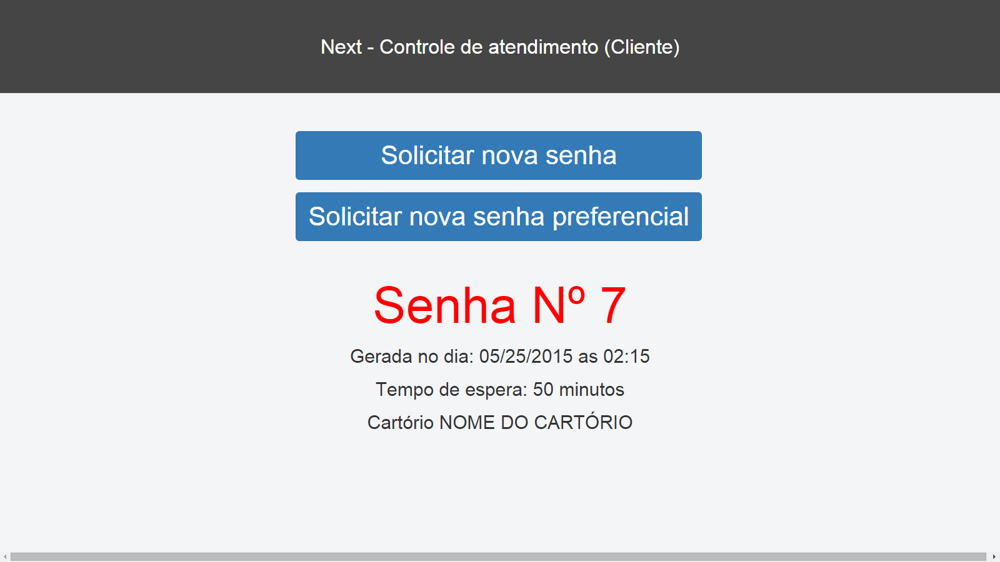 Next - Controle de atendimento (Cliente)
Solicitar nova senha
Solicitar nova senha preferencial
Senha Nº 7
Gerada no dia: 05/25/2015 as 02:15
Tempo de espera: 50 minutos
Cartório NOME DO CARTÓRIO